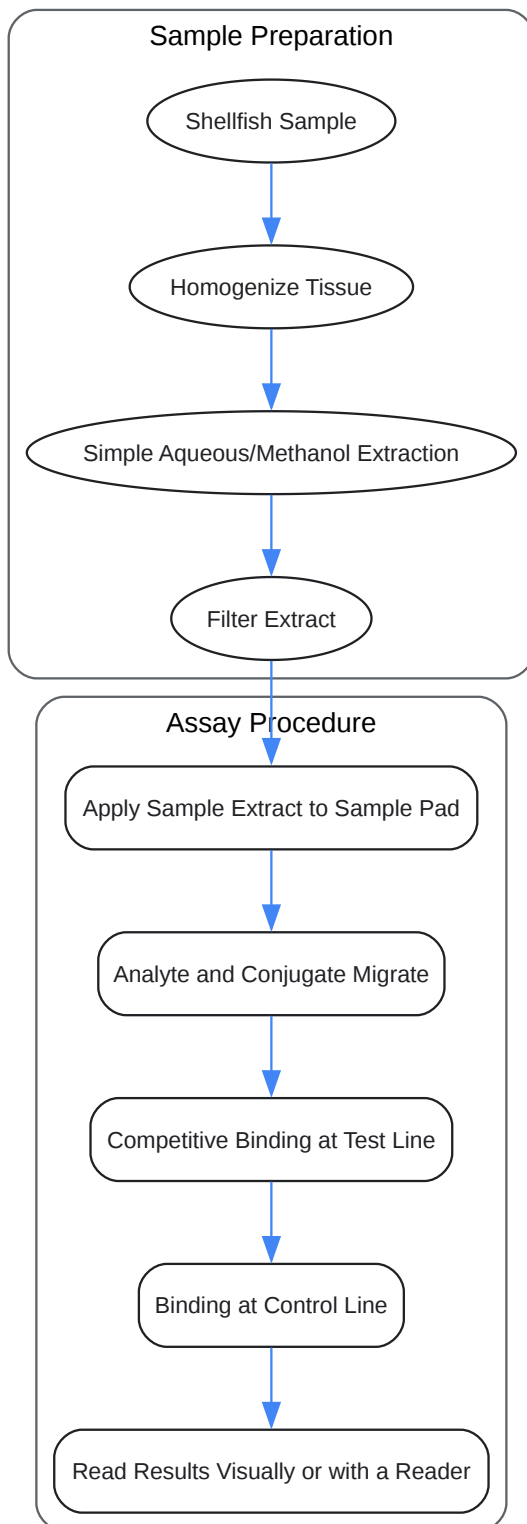 Sample Preparation
Shellfish Sample
Homogenize Tissue
Simple Aqueous/Methanol Extraction
Filter Extract
Assay Procedure
Apply Sample Extract to Sample Pad
Analyte and Conjugate Migrate
Competitive Binding at Test Line
Binding at Control Line
Read Results Visually or with a Reader